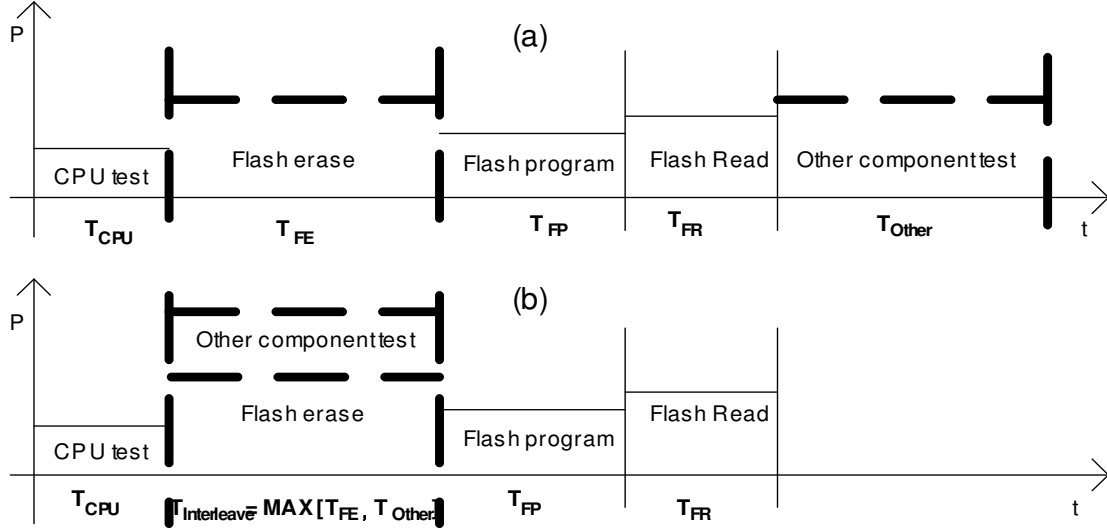 (a)
P
CPU test Flash erase Flash program Flash Read Other component test
TCPU TFE TFP TFR TOther t
(b)
P
Other component test
CPU test Flash erase Flash program Flash Read
t
TCPU TInterleave= MAX[TFE, TOther] TFP TFR